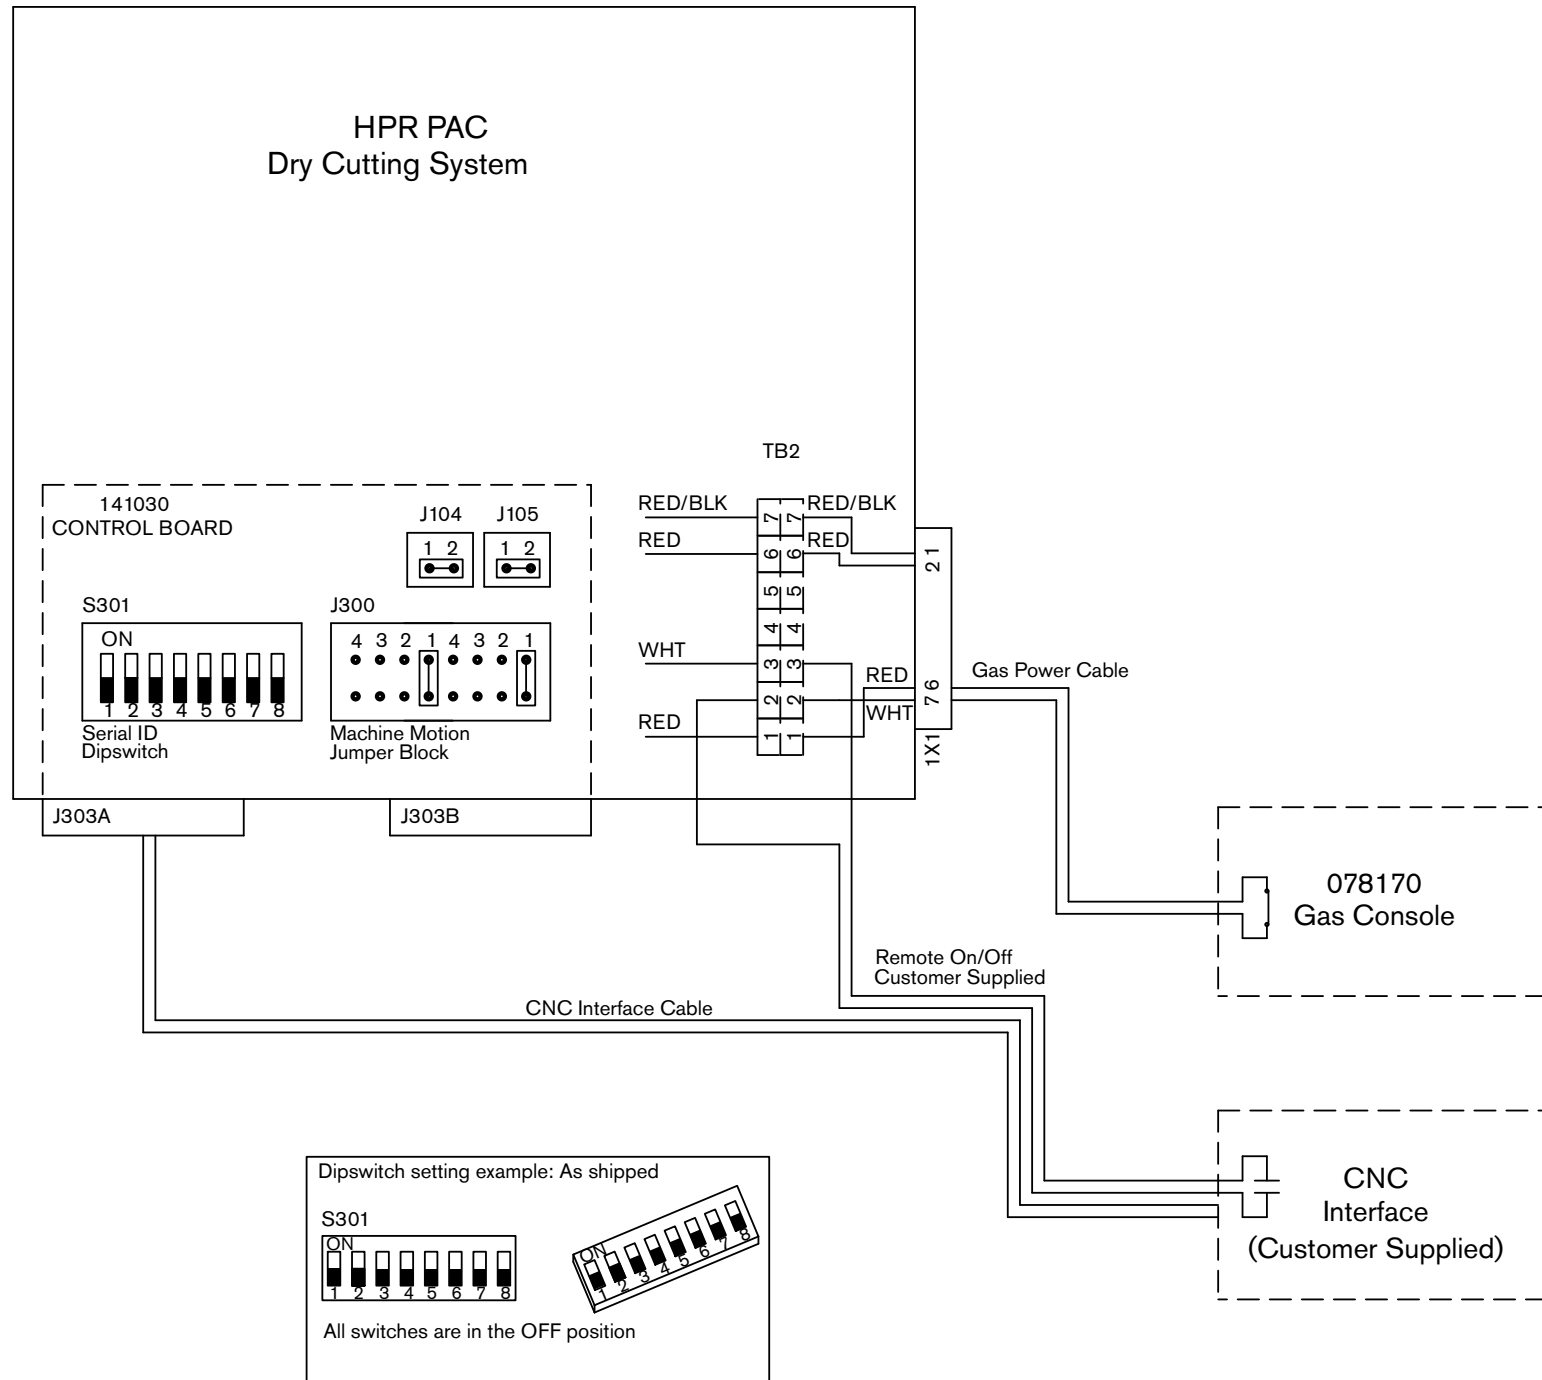 HPR PAC
Dry Cutting System
TB2
141030
CONTROL BOARD
J104
J105
1 2
1 2
S301
ON
1 2 3 4 5 6 7 8
Serial ID
Dipswitch
J300
4 3 2 1 4 3 2 1
Machine Motion
Jumper Block
RED/BLK
7 7
RED/BLK
RED
6 6
RED
5 5
4 4
WHT
3 3
2 2
RED
1 1
RED
WHT
2 1
7 6
1X1
Gas Power Cable
J303A
J303B
078170
Gas Console
Remote On/Off
Customer Supplied
CNC Interface Cable
CNC
Interface
(Customer Supplied)
Dipswitch setting example: As shipped
S301
ON
1 2 3 4 5 6 7 8
ON
1 2 3 4 5 6 7 8
All switches are in the OFF position